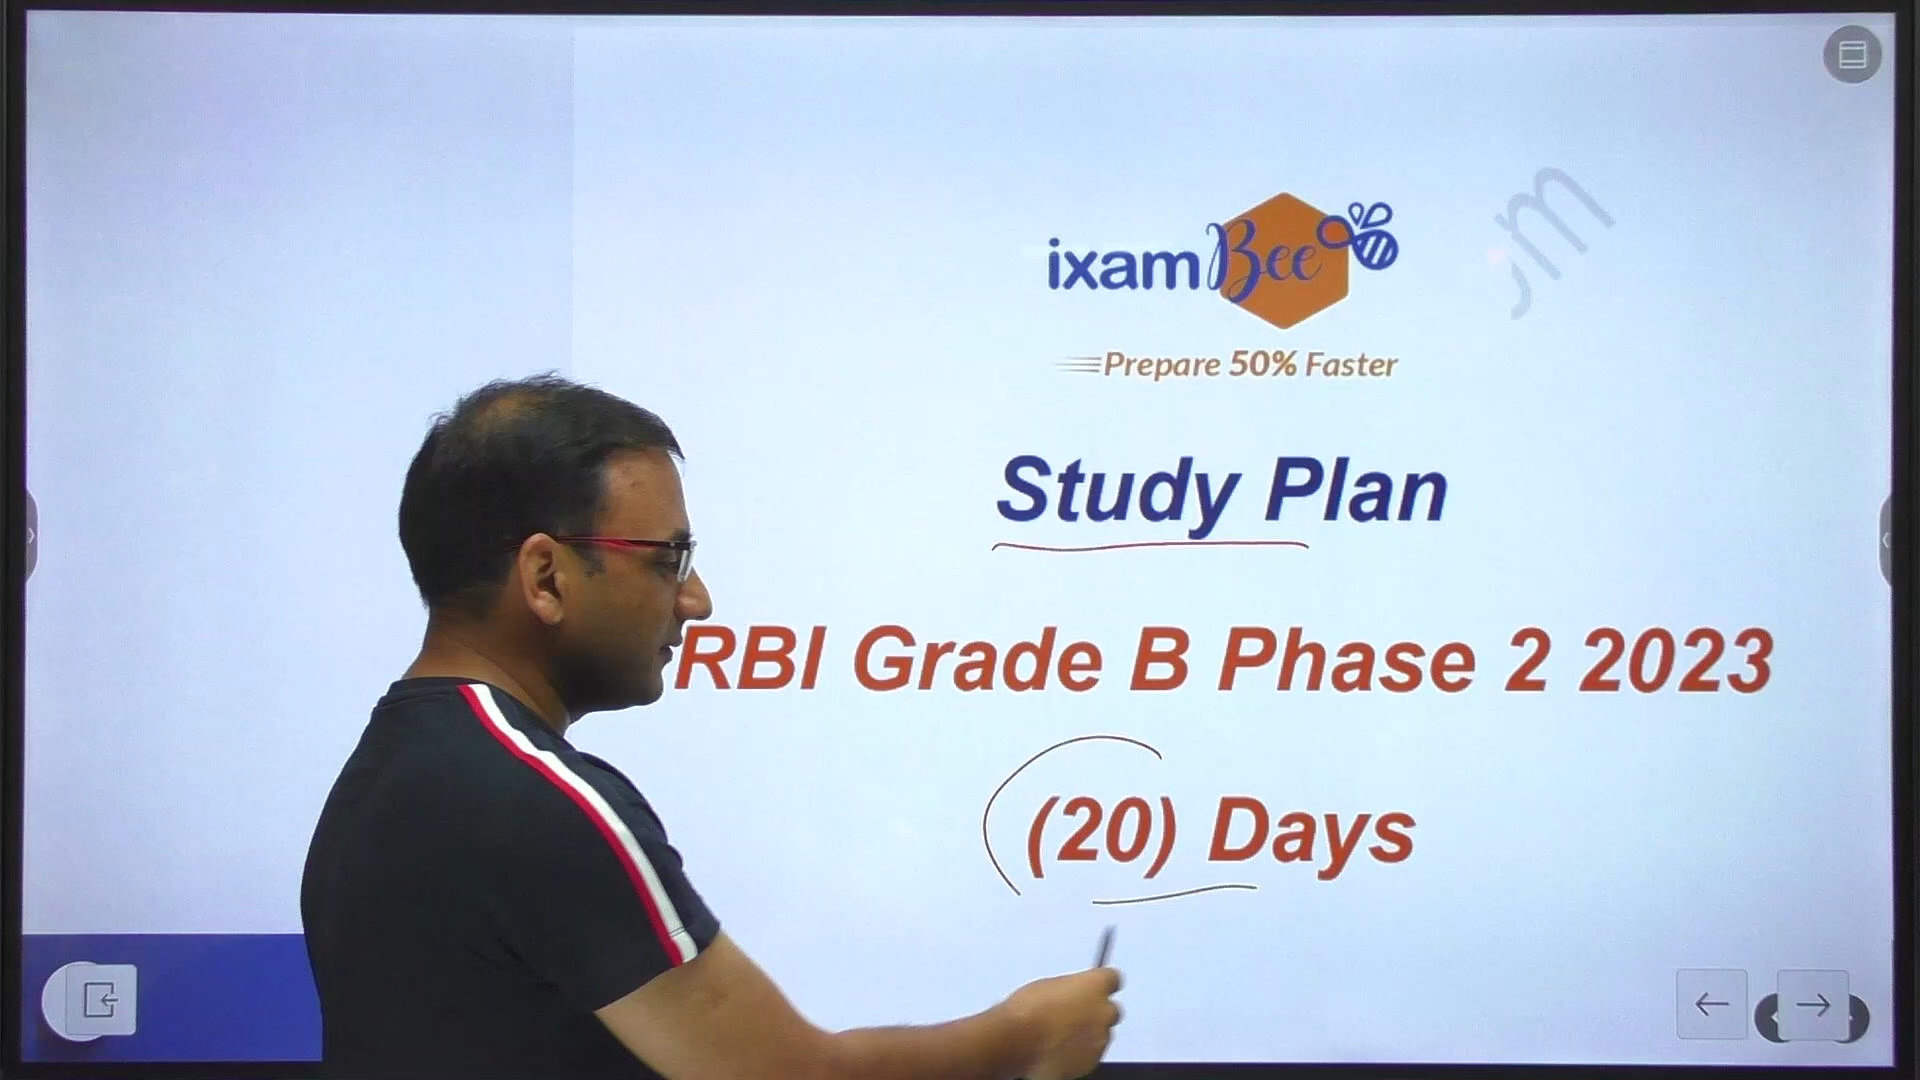 ixamBee
Prepare 50% Faster
Study Plan
RBI Grade B Phase 2 2023
(20) Days